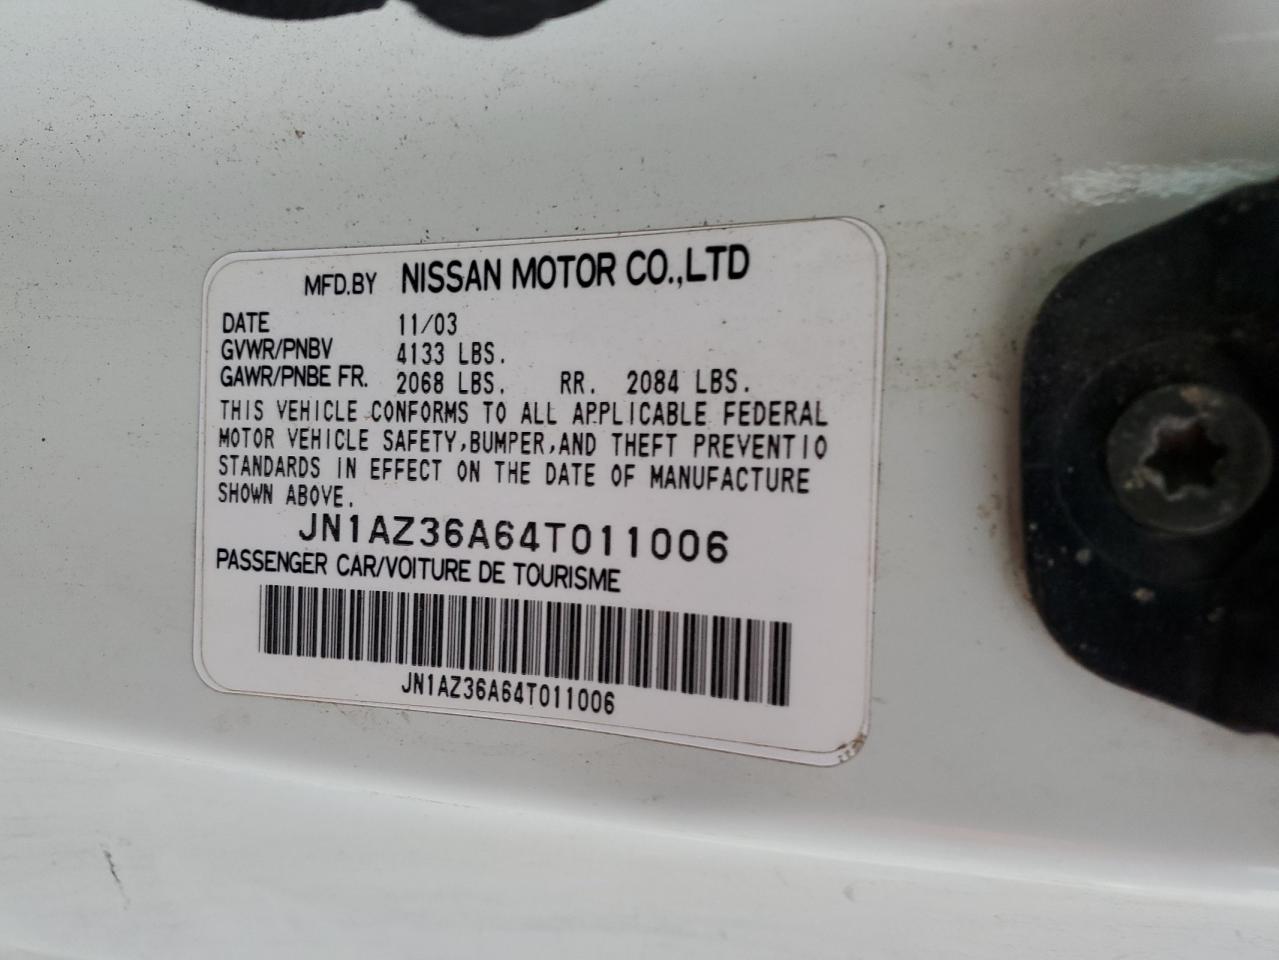 MFD.BY NISSAN MOTOR CO.,LTD
DATE 11/03
GVWR/PNBV 4133 LBS.
GAWR/PNBE FR. 2068 LBS. RR. 2084 LBS.
THIS VEHICLE CONFORMS TO ALL APPLICABLE FEDERAL
MOTOR VEHICLE SAFETY,BUMPER,AND THEFT PREVENTIO
STANDARDS IN EFFECT ON THE DATE OF MANUFACTURE
SHOWN ABOVE.
JN1AZ36A64T011006
PASSENGER CAR/VOITURE DE TOURISME
JN1AZ36A64T011006